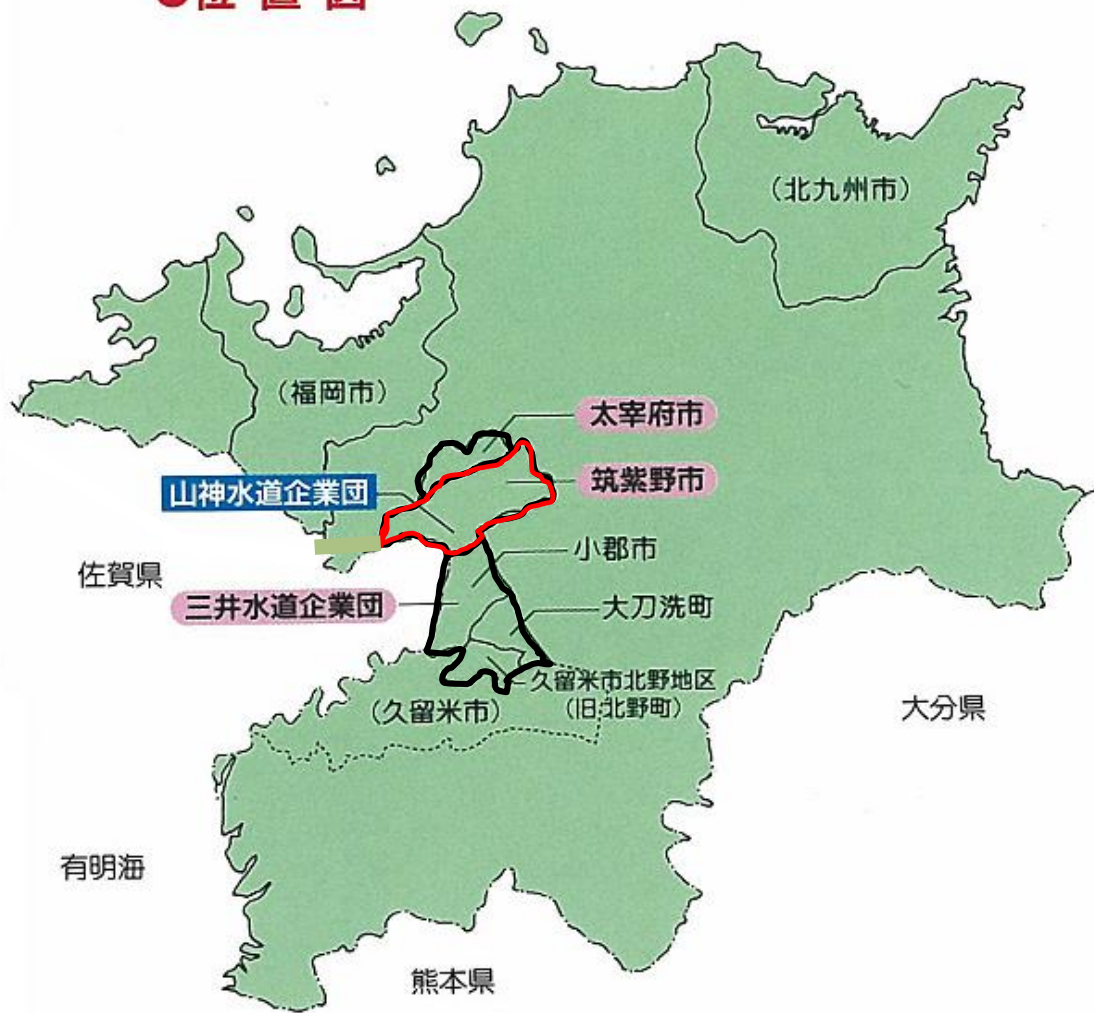 ●位置図
(北九州市)
(福岡市)
太宰府市
筑紫野市
山神水道企業団
小郡市
佐賀県
三井水道企業団
大刀洗町
久留米市北野地区
(旧北野町)
(久留米市)
大分県
有明海
熊本県